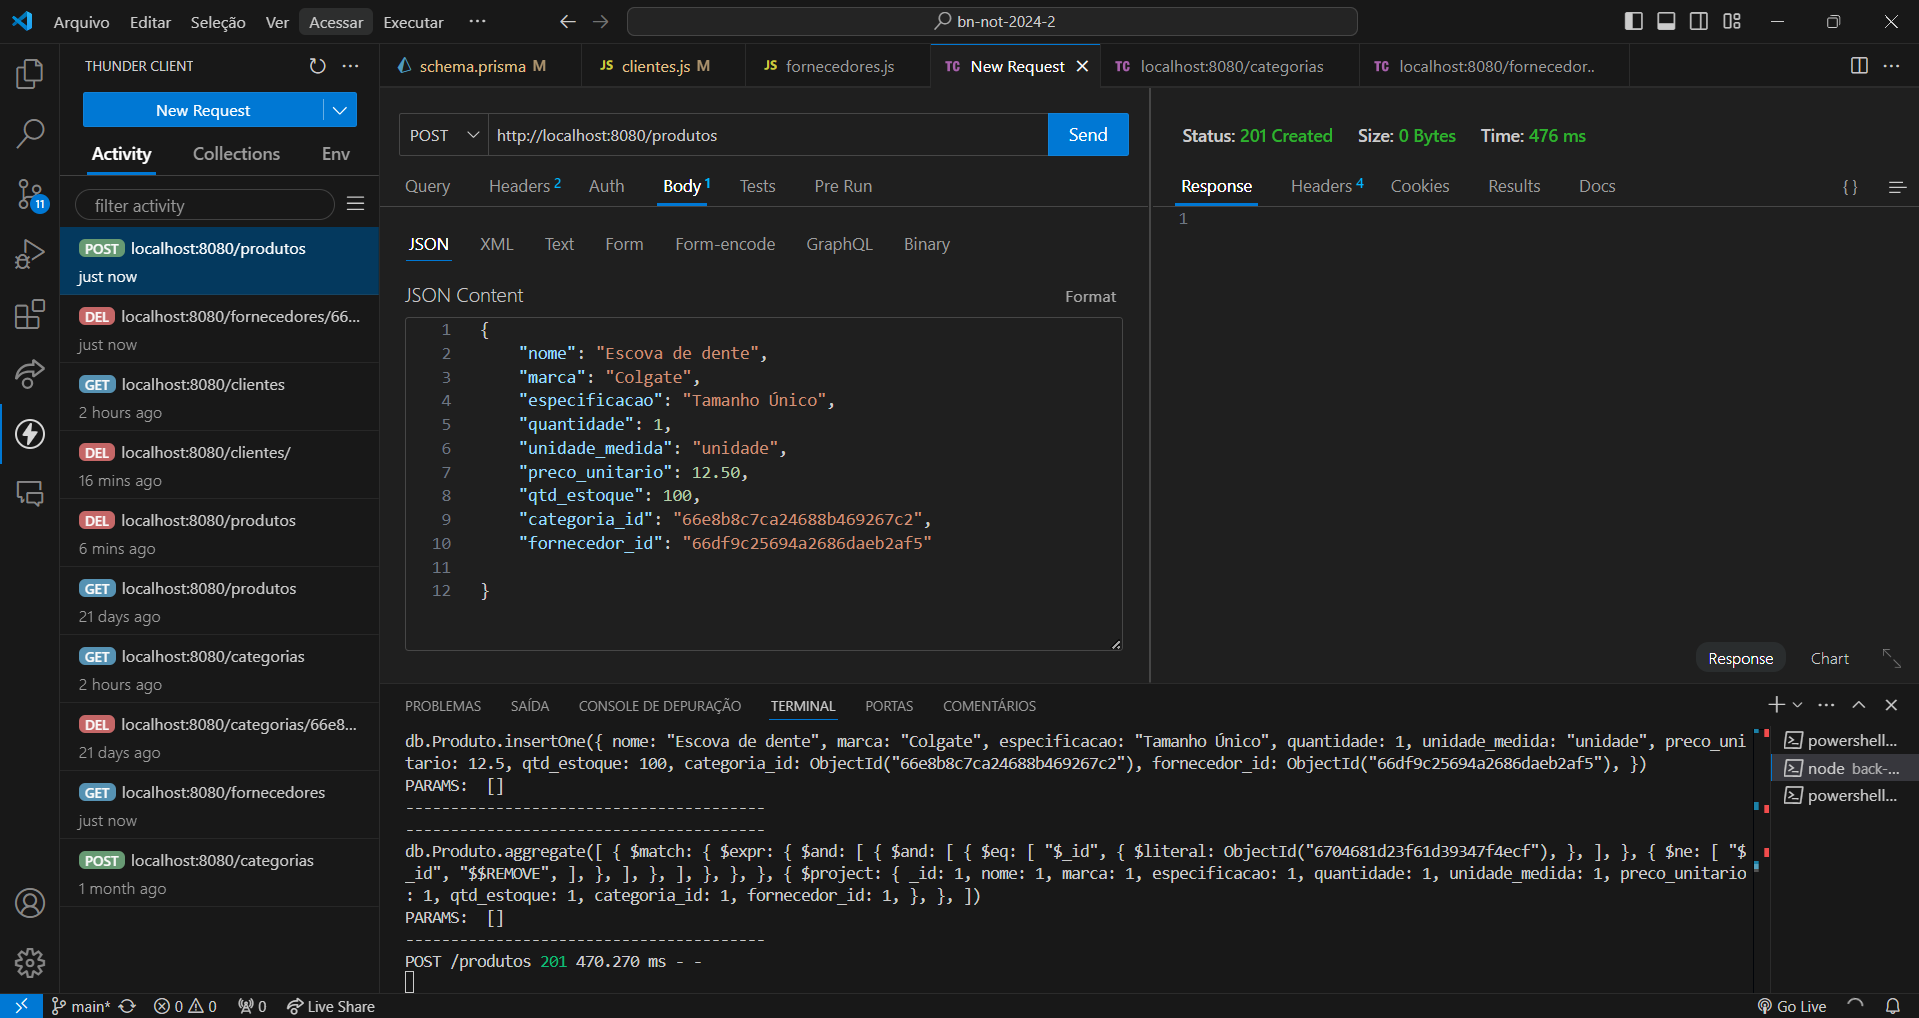 Arquivo Editar Seleção Ver Acessar Executar ··· bn-not-2024-2
THUNDER CLIENT ···
New Request
Activity Collections Env
filter activity
POST localhost:8080/produtos
just now
DEL localhost:8080/fornecedores/66...
just now
GET localhost:8080/clientes
2 hours ago
DEL localhost:8080/clientes/
16 mins ago
DEL localhost:8080/produtos
6 mins ago
GET localhost:8080/produtos
21 days ago
GET localhost:8080/categorias
2 hours ago
DEL localhost:8080/categorias/66e8...
21 days ago
GET localhost:8080/fornecedores
just now
POST localhost:8080/categorias
1 month ago
11
schema.prisma M JS clientes.js M JS fornecedores.js TC New Request TC localhost:8080/categorias TC localhost:8080/fornecedor.. ···
POST http://localhost:8080/produtos Send
Query Headers 2 Auth Body 1 Tests Pre Run
JSON XML Text Form Form-encode GraphQL Binary
JSON Content Format
1 {
2 "nome": "Escova de dente",
3 "marca": "Colgate",
4 "especificacao": "Tamanho Único",
5 "quantidade": 1,
6 "unidade_medida": "unidade",
7 "preco_unitario": 12.50,
8 "qtd_estoque": 100,
9 "categoria_id": "66e8b8c7ca24688b469267c2",
10 "fornecedor_id": "66df9c25694a2686daeb2af5"
11
12 }
Status: 201 Created Size: 0 Bytes Time: 476 ms
Response Headers 4 Cookies Results Docs { }
1
Response Chart
PROBLEMAS SAÍDA CONSOLE DE DEPURAÇÃO TERMINAL PORTAS COMENTÁRIOS ···
db.Produto.insertOne({ nome: "Escova de dente", marca: "Colgate", especificacao: "Tamanho Único", quantidade: 1, unidade_medida: "unidade", preco_uni
tario: 12.5, qtd_estoque: 100, categoria_id: ObjectId("66e8b8c7ca24688b469267c2"), fornecedor_id: ObjectId("66df9c25694a2686daeb2af5"), })
PARAMS: []
----------------------------------------
----------------------------------------
db.Produto.aggregate([ { $match: { $expr: { $and: [ { $and: [ { $eq: [ "$_id", { $literal: ObjectId("6704681d23f61d39347f4ecf"), }, ], }, { $ne: [ "$
_id", "$$REMOVE", ], }, ], }, ], }, }, }, { $project: { _id: 1, nome: 1, marca: 1, especificacao: 1, quantidade: 1, unidade_medida: 1, preco_unitario
: 1, qtd_estoque: 1, categoria_id: 1, fornecedor_id: 1, }, }, ])
PARAMS: []
----------------------------------------
POST /produtos 201 470.270 ms - -
powershell...
node back-...
powershell...
main* 0 0 0 Live Share Go Live